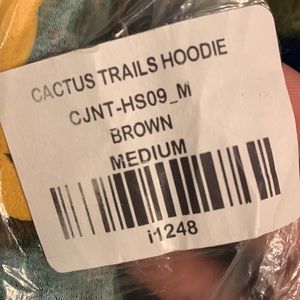 CACTUS TRAILS HOODIE
CJNT-HS09_M
BROWN
MEDIUM
i1248